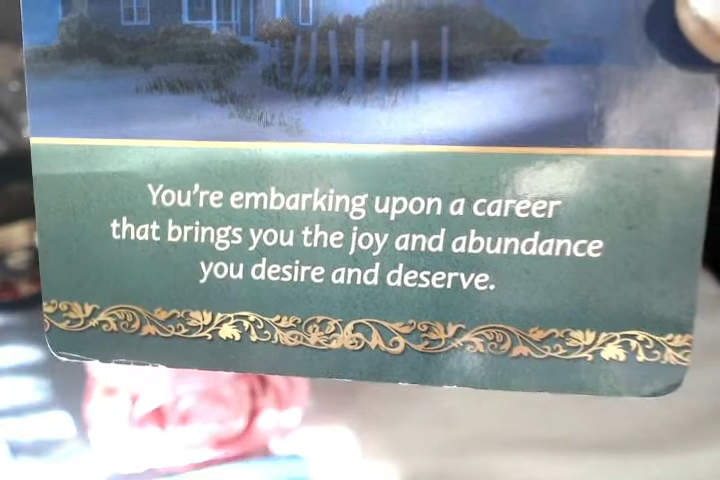 You're embarking upon a career
that brings you the joy and abundance
you desire and deserve.